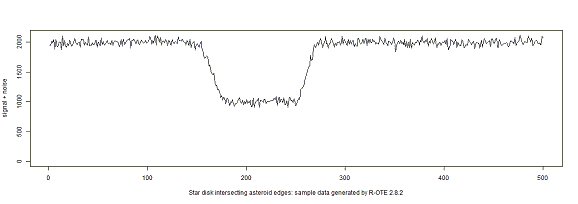 2000
1500
1000
500
0
signal + noise
0 100 200 300 400 500
Star disk intersecting asteroid edges: sample data generated by R-OTE 2.8.2